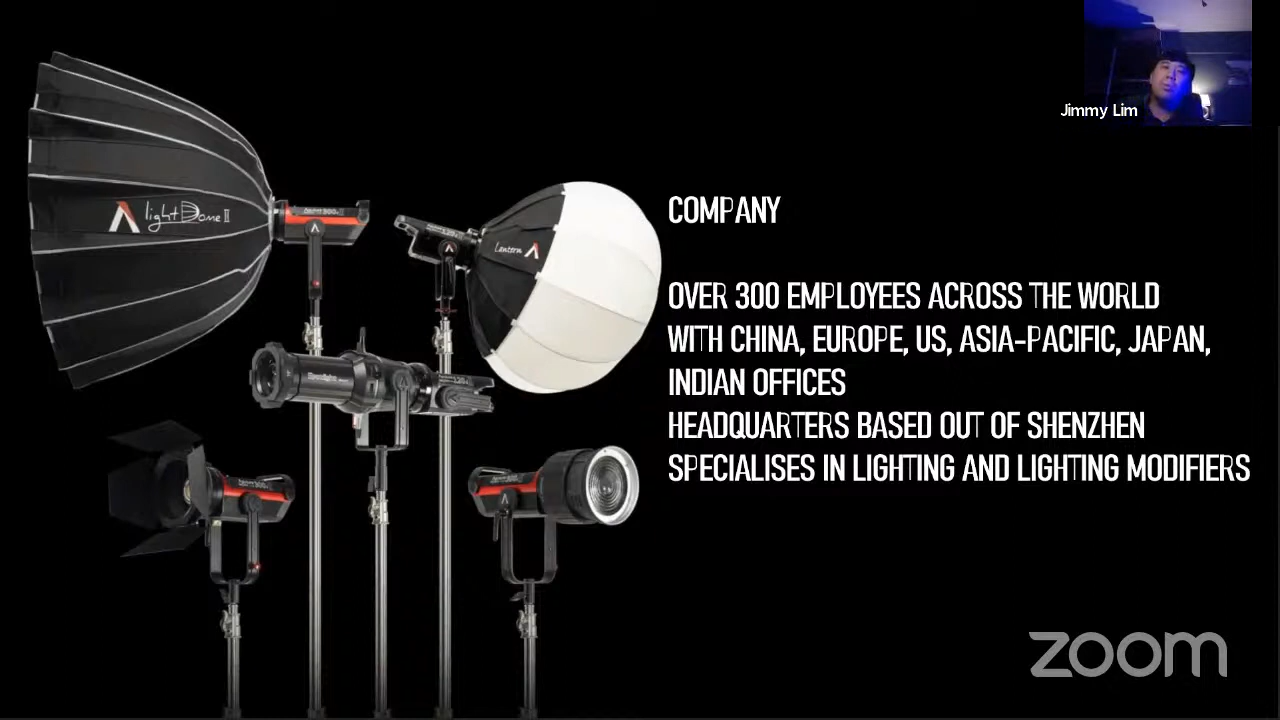 Jimmy Lim
light Dome II
Lantern
COMPANY
OVER 300 EMPLOYEES ACROSS THE WORLD
WITH CHINA, EUROPE, US, ASIA-PACIFIC, JAPAN,
INDIAN OFFICES
HEADQUARTERS BASED OUT OF SHENZHEN
SPECIALISES IN LIGHTING AND LIGHTING MODIFIERS
zoom